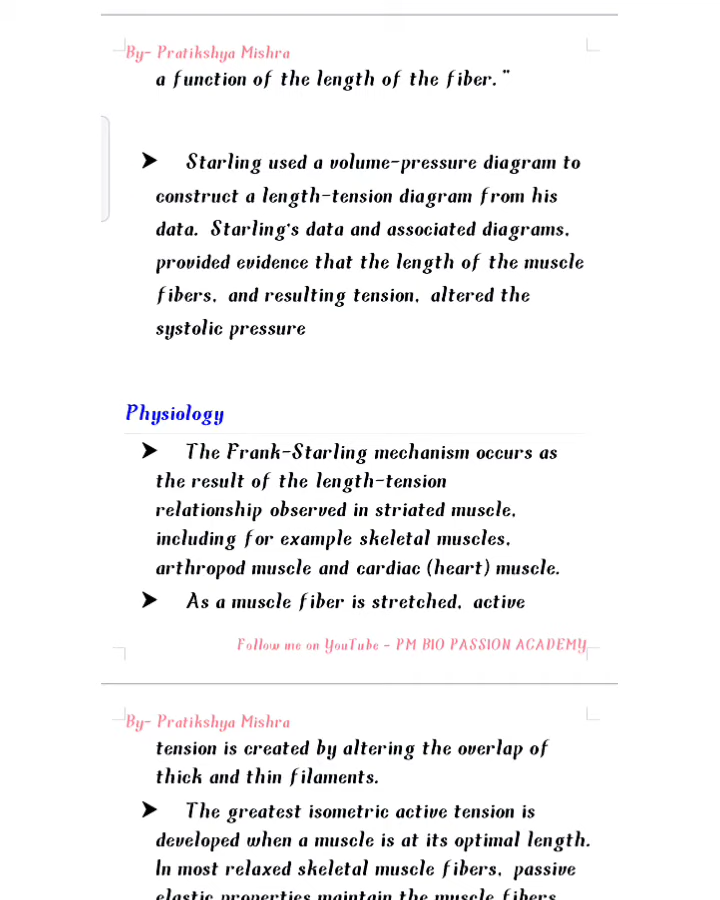 By- Pratikshya Mishra
a function of the length of the fiber."
➤ Starling used a volume-pressure diagram to
construct a length-tension diagram from his
data. Starling's data and associated diagrams,
provided evidence that the length of the muscle
fibers, and resulting tension, altered the
systolic pressure
Physiology
➤ The Frank-Starling mechanism occurs as
the result of the length-tension
relationship observed in striated muscle,
including for example skeletal muscles,
arthropod muscle and cardiac (heart) muscle.
➤ As a muscle fiber is stretched, active
Follow me on YouTube - PM BIO PASSION ACADEMY
By- Pratikshya Mishra
tension is created by altering the overlap of
thick and thin filaments.
➤ The greatest isometric active tension is
developed when a muscle is at its optimal length.
In most relaxed skeletal muscle fibers, passive
elastic properties maintain the muscle fibers